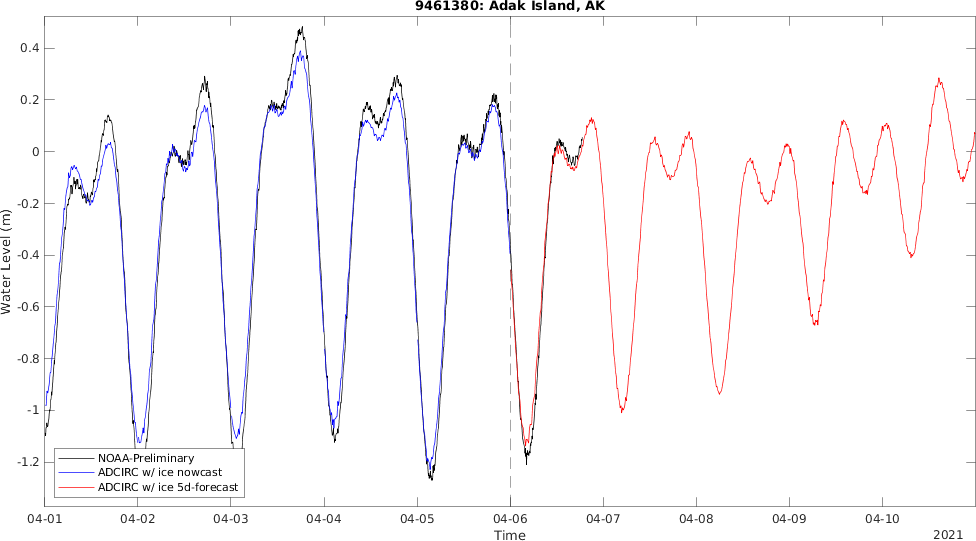 9461380: Adak Island, AK
Water Level (m)
0.4
0.2
0
-0.2
-0.4
-0.6
-0.8
-1
-1.2
NOAA-Preliminary
ADCIRC w/ ice nowcast
ADCIRC w/ ice 5d-forecast
04-01 04-02 04-03 04-04 04-05 04-06 04-07 04-08 04-09 04-10
Time
2021